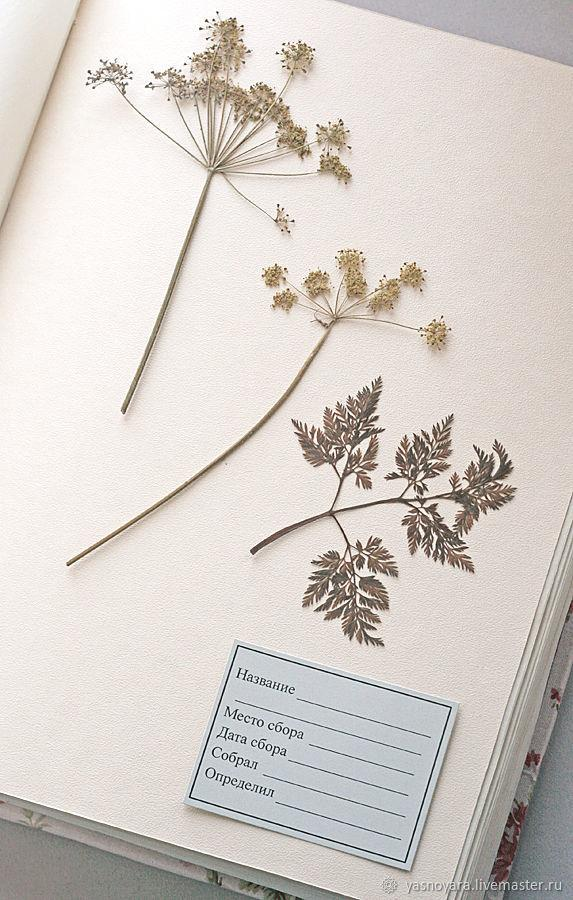 Название
Место сбора
Дата сбора
Собрал
Определил
yasnoyara.livemaster.ru